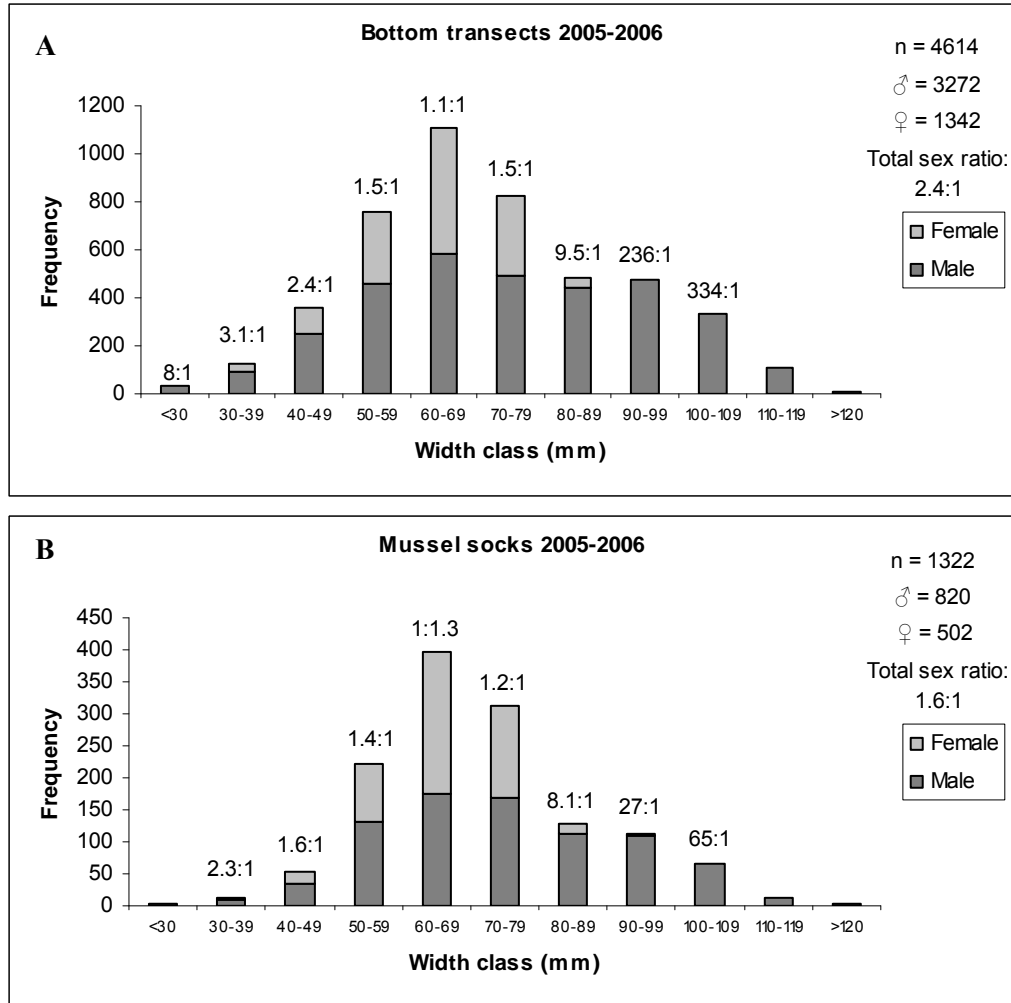 A
Bottom transects 2005-2006
n = 4614
♂ = 3272
♀ = 1342
Total sex ratio:
2.4:1
Female
Male
Frequency
1200
1000
800
600
400
200
0
8:1
3.1:1
2.4:1
1.5:1
1.1:1
1.5:1
9.5:1
236:1
334:1
<30 30-39 40-49 50-59 60-69 70-79 80-89 90-99 100-109 110-119 >120
Width class (mm)
B
Mussel socks 2005-2006
n = 1322
♂ = 820
♀ = 502
Total sex ratio:
1.6:1
Female
Male
Frequency
450
400
350
300
250
200
150
100
50
0
2.3:1
1.6:1
1.4:1
1:1.3
1.2:1
8.1:1
27:1
65:1
<30 30-39 40-49 50-59 60-69 70-79 80-89 90-99 100-109 110-119 >120
Width class (mm)